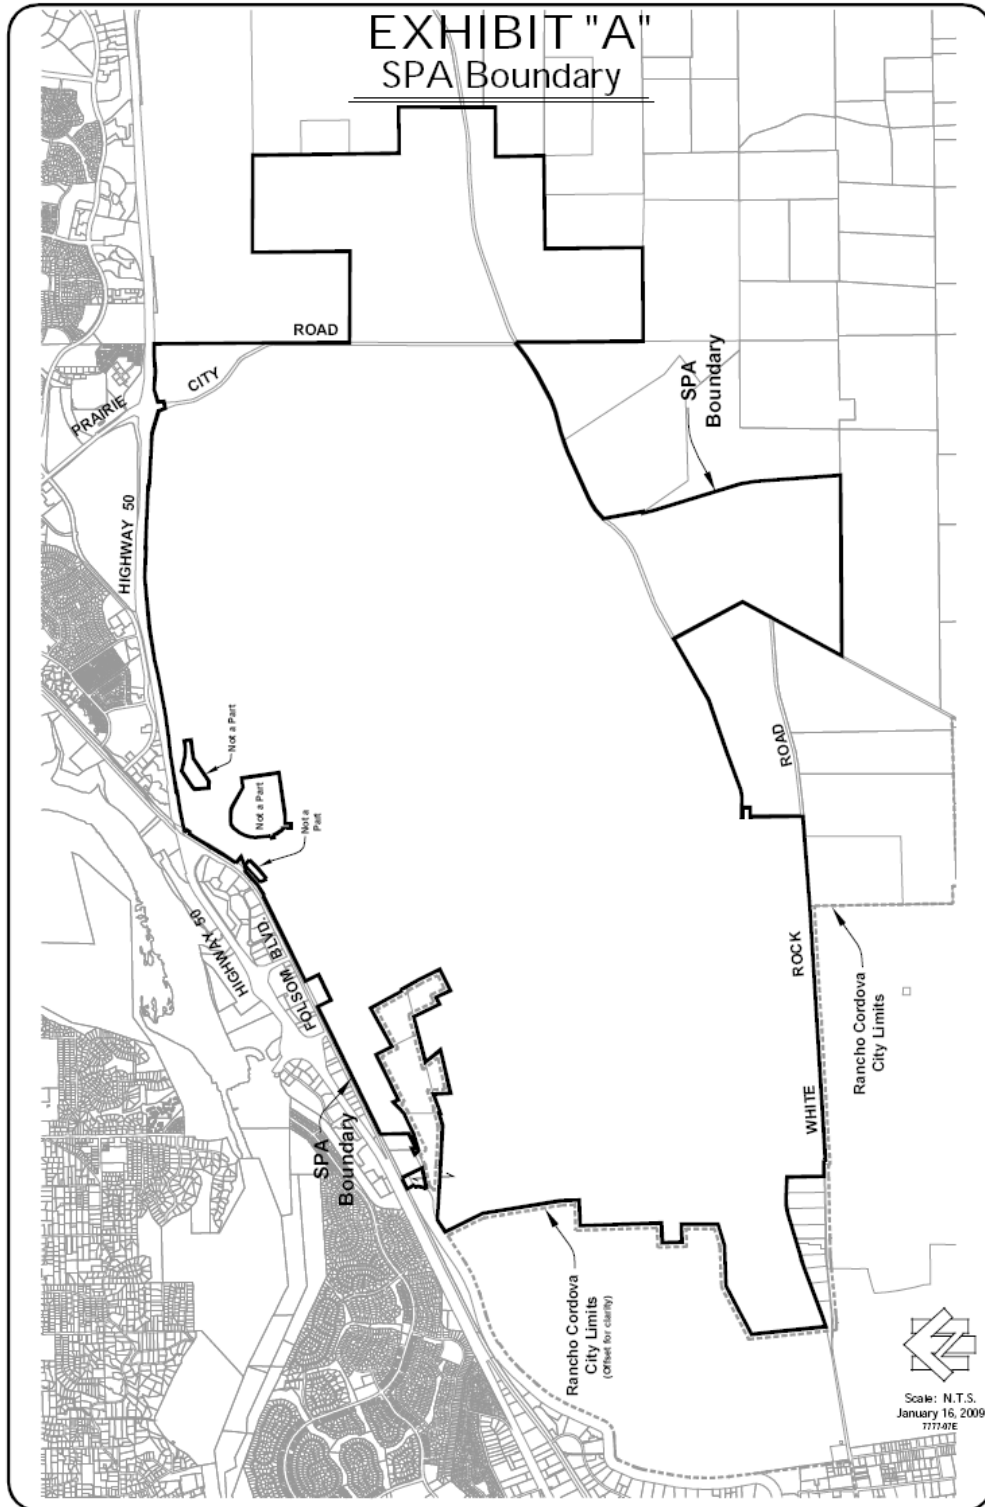 EXHIBIT "A"
SPA Boundary
ROAD
CITY
PRAIRIE
SPA
Boundary
HIGHWAY 50
Not a Part
Not a Part
Not a
Part
ROAD
HIGHWAY 50
FOLSOM BLVD.
ROCK
Rancho Cordova
City Limits
WHITE
SPA
Boundary
Rancho Cordova
City Limits
(Offset for clarity)
Scale: N.T.S.
January 16, 2009
7777-07E